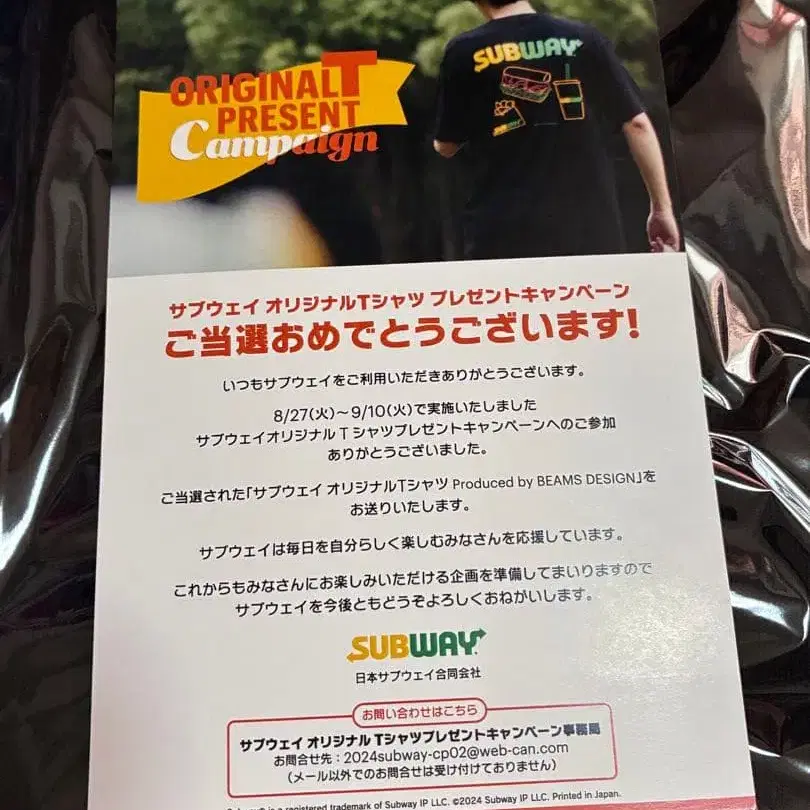 ORIGINAL T
PRESENT
Campaign
SUBWAY
サブウェイ オリジナルTシャツ プレゼントキャンペーン
ご当選おめでとうございます!
いつもサブウェイをご利用いただきありがとうございます。
8/27(火)～9/10(火)で実施いたしました
サブウェイオリジナルTシャツプレゼントキャンペーンへのご参加
ありがとうございました。
ご当選された「サブウェイ オリジナルTシャツ Produced by BEAMS DESIGN」を
お送りいたします。
サブウェイは毎日を自分らしく楽しむみなさんを応援しています。
これからもみなさんにお楽しみいただける企画を準備してまいりますので
サブウェイを今後ともどうぞよろしくおねがいします。
SUBWAY
日本サブウェイ合同会社
お問い合わせはこちら
サブウェイ オリジナルTシャツプレゼントキャンペーン事務局
お問合せ先：2024subway-cp02@web-can.com
（メール以外でのお問合せは受け付けておりません）
is a registered trademark of Subway IP LLC. ©2024 Subway IP LLC. Printed in Japan.